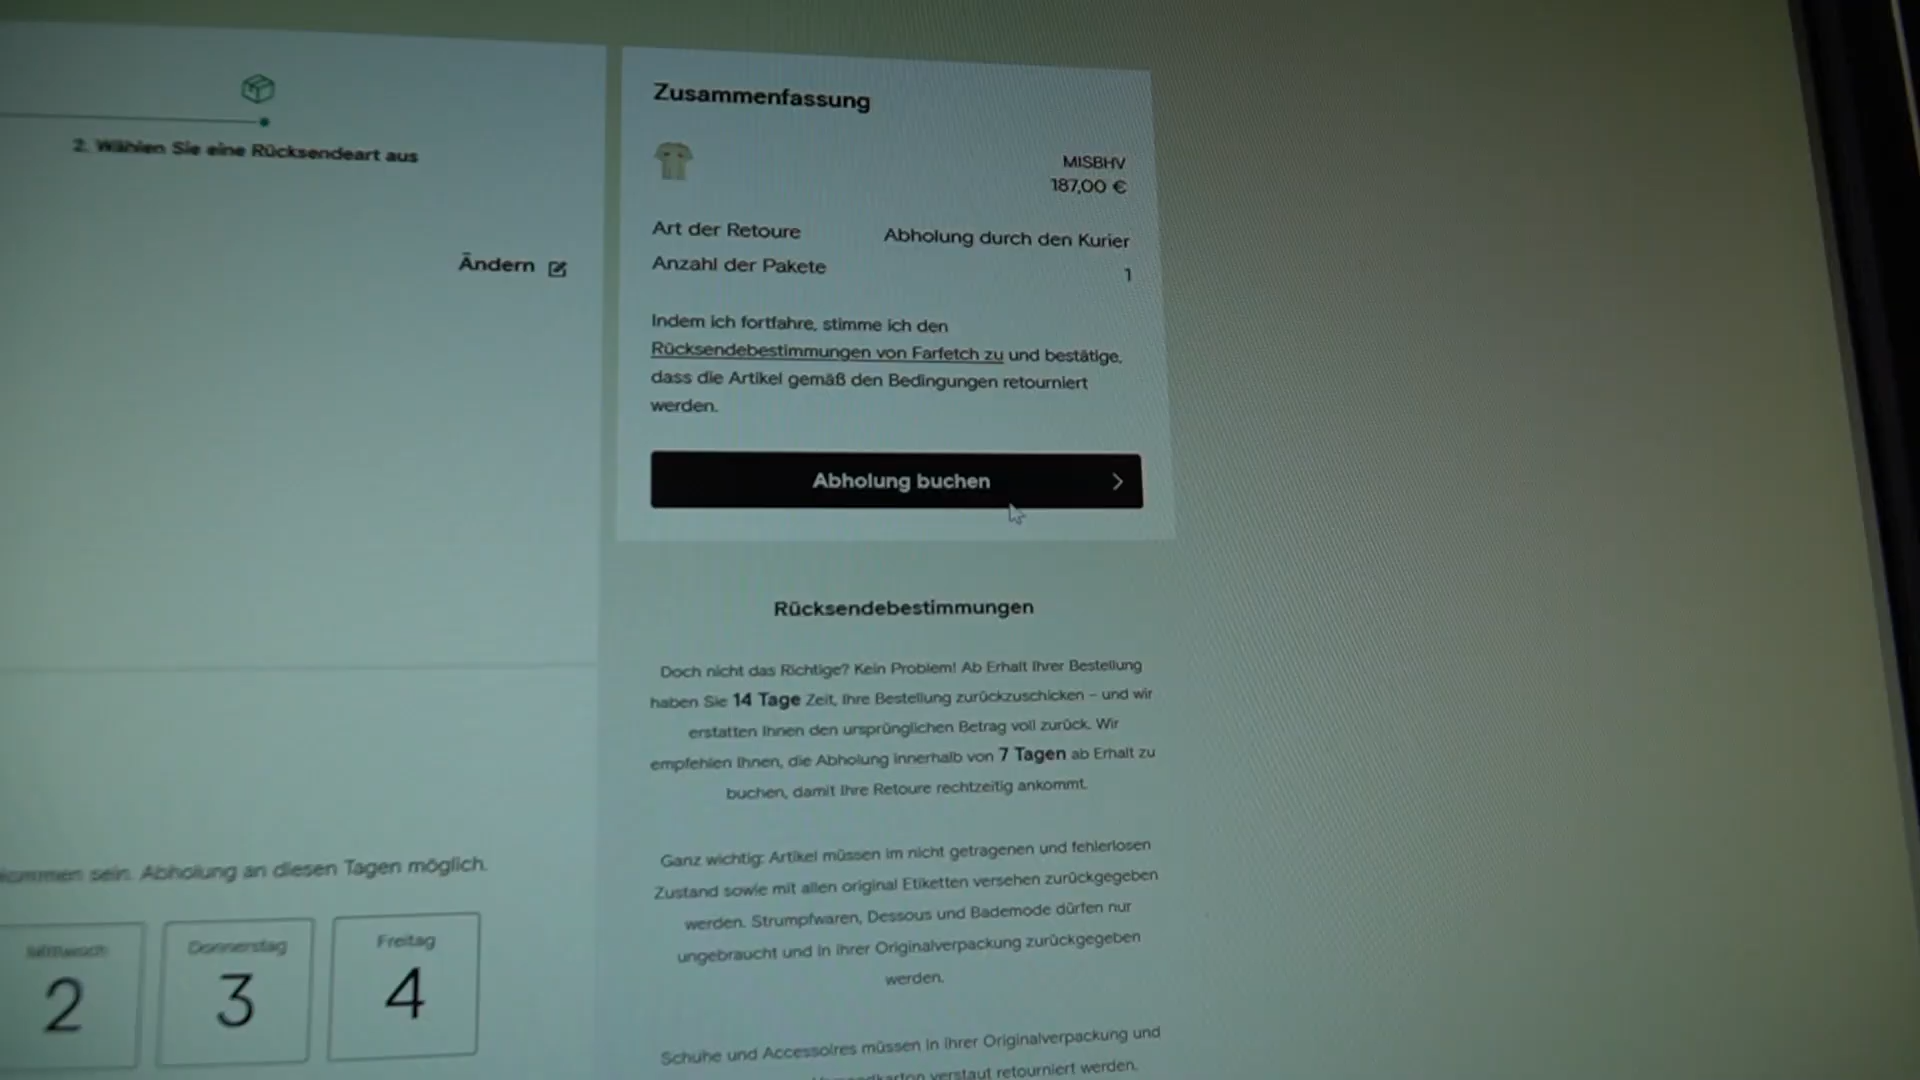 2. Wählen Sie eine Rücksendeart aus
Ändern
Zusammenfassung
MISBHV
187,00 €
Art der Retoure Abholung durch den Kurier
Anzahl der Pakete 1
Indem ich fortfahre, stimme ich den
Rücksendebestimmungen von Farfetch zu und bestätige,
dass die Artikel gemäß den Bedingungen retourniert
werden.
Abholung buchen
Rücksendebestimmungen
Doch nicht das Richtige? Kein Problem! Ab Erhalt Ihrer Bestellung
haben Sie 14 Tage Zeit, Ihre Bestellung zurückzuschicken – und wir
erstatten Ihnen den ursprünglichen Betrag voll zurück. Wir
empfehlen Ihnen, die Abholung innerhalb von 7 Tagen ab Erhalt zu
buchen, damit Ihre Retoure rechtzeitig ankommt.
Ganz wichtig: Artikel müssen im nicht getragenen und fehlerlosen
Zustand sowie mit allen original Etiketten versehen zurückgegeben
werden. Strumpfwaren, Dessous und Bademode dürfen nur
ungebraucht und in ihrer Originalverpackung zurückgegeben
werden.
Schuhe und Accessoires müssen in ihrer Originalverpackung und
verstaut retourniert werden.
sein. Abholung an diesen Tagen möglich.
Mittwoch
2
Donnerstag
3
Freitag
4